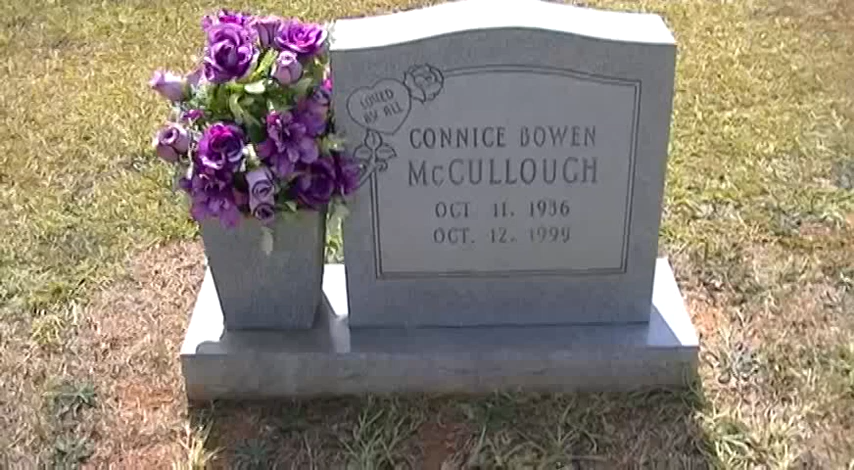 LOVED
BY ALL
CONNICE BOWEN
MCCULLOUGH
OCT. 11. 1936
OCT. 12. 1999